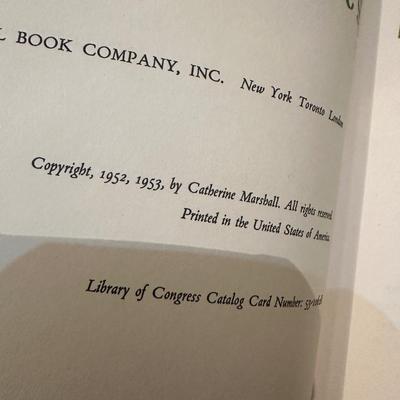 L BOOK COMPANY, INC. New York Toronto London
Copyright, 1952, 1953, by Catherine Marshall. All rights reserved.
Printed in the United States of America.
Library of Congress Catalog Card Number: